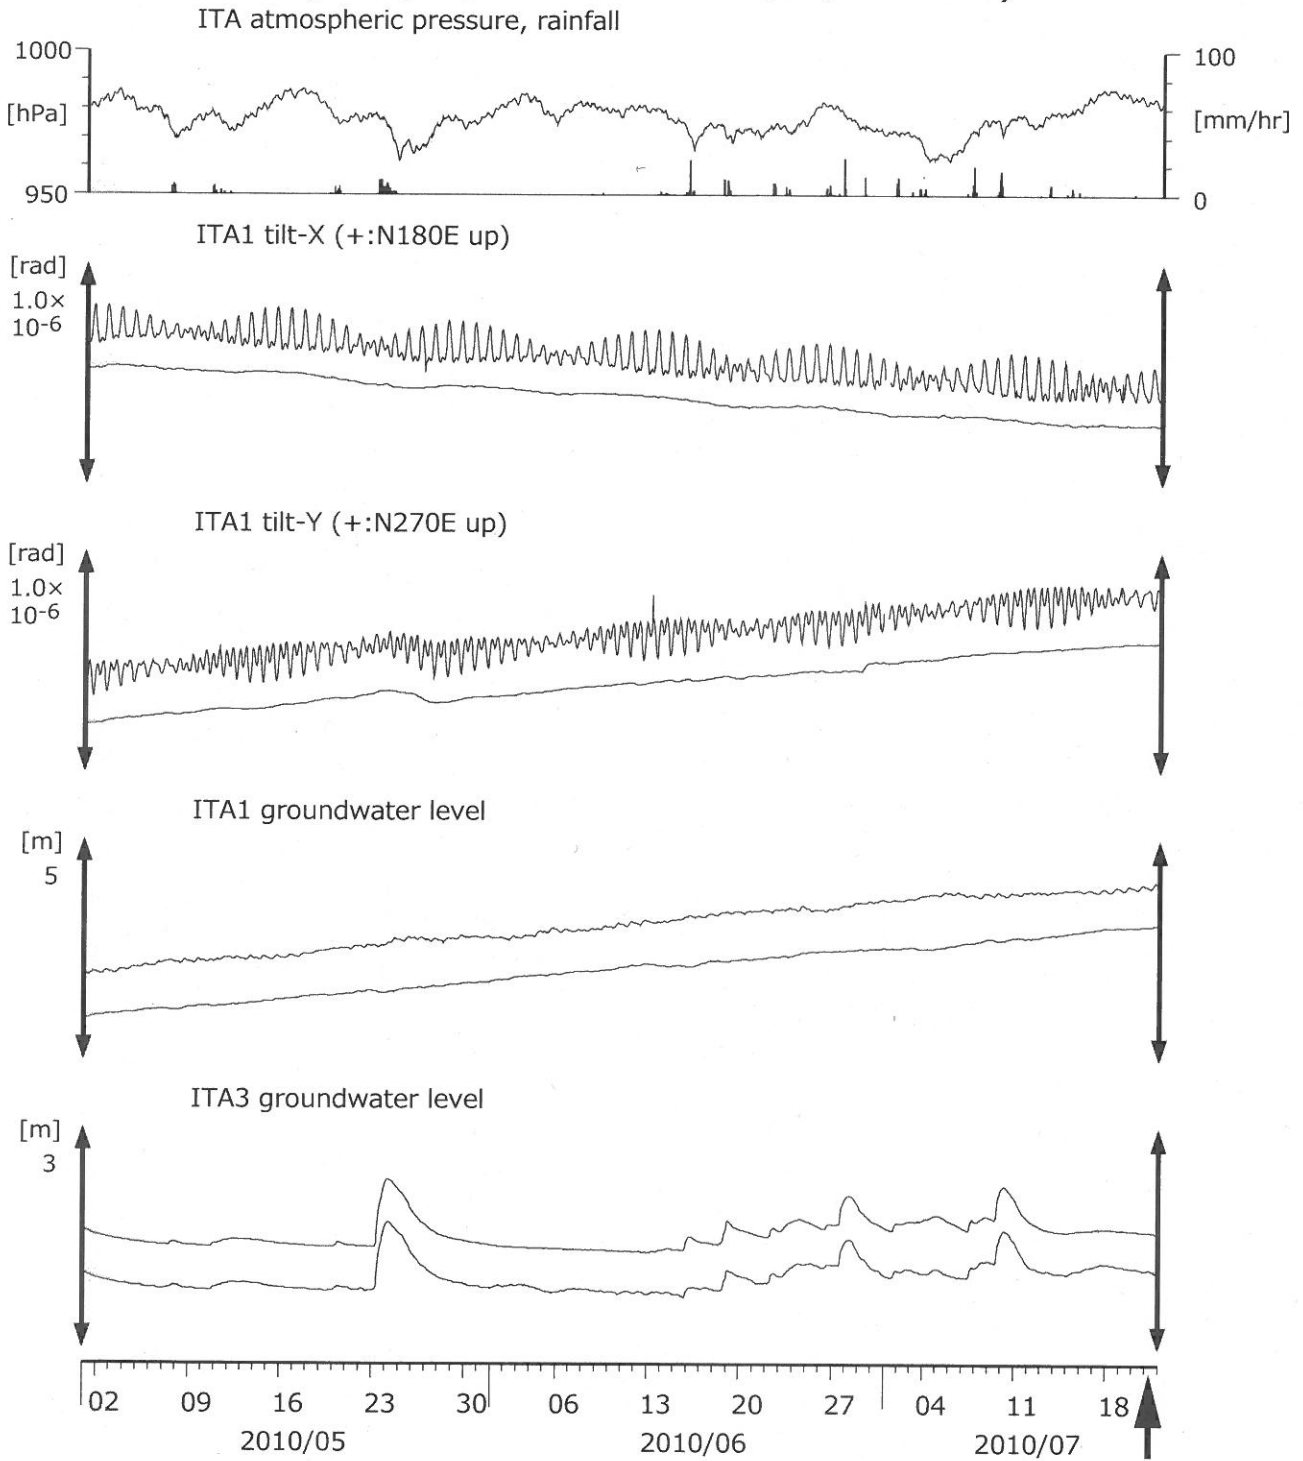 ITA atmospheric pressure, rainfall
1000
100
[hPa]
[mm/hr]
950
0
ITA1 tilt-X (+:N180E up)
[rad]
1.0×
10-6
ITA1 tilt-Y (+:N270E up)
[rad]
1.0×
10-6
ITA1 groundwater level
[m]
5
ITA3 groundwater level
[m]
3
02 09 16 23 30 06 13 20 27 04 11 18
2010/05 2010/06 2010/07